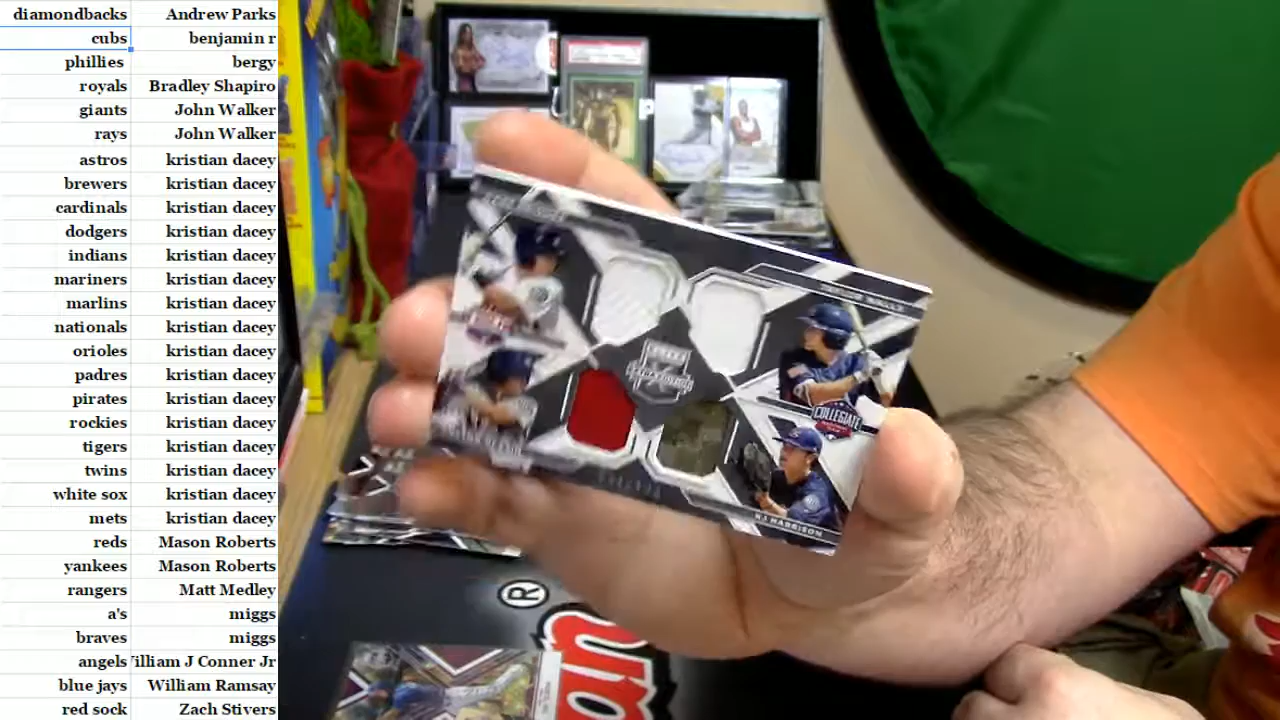 diamondbacks Andrew Parks
cubs benjamin r
phillies bergy
royals Bradley Shapiro
giants John Walker
rays John Walker
astros kristian dacey
brewers kristian dacey
cardinals kristian dacey
dodgers kristian dacey
indians kristian dacey
mariners kristian dacey
marlins kristian dacey
nationals kristian dacey
orioles kristian dacey
padres kristian dacey
pirates kristian dacey
rockies kristian dacey
tigers kristian dacey
twins kristian dacey
white sox kristian dacey
mets kristian dacey
reds Mason Roberts
yankees Mason Roberts
rangers Matt Medley
a's miggs
braves miggs
angels illiam J Conner Jr
blue jays William Ramsay
red sock Zach Stivers
COLLEGIATE
KJ HARRISON
®